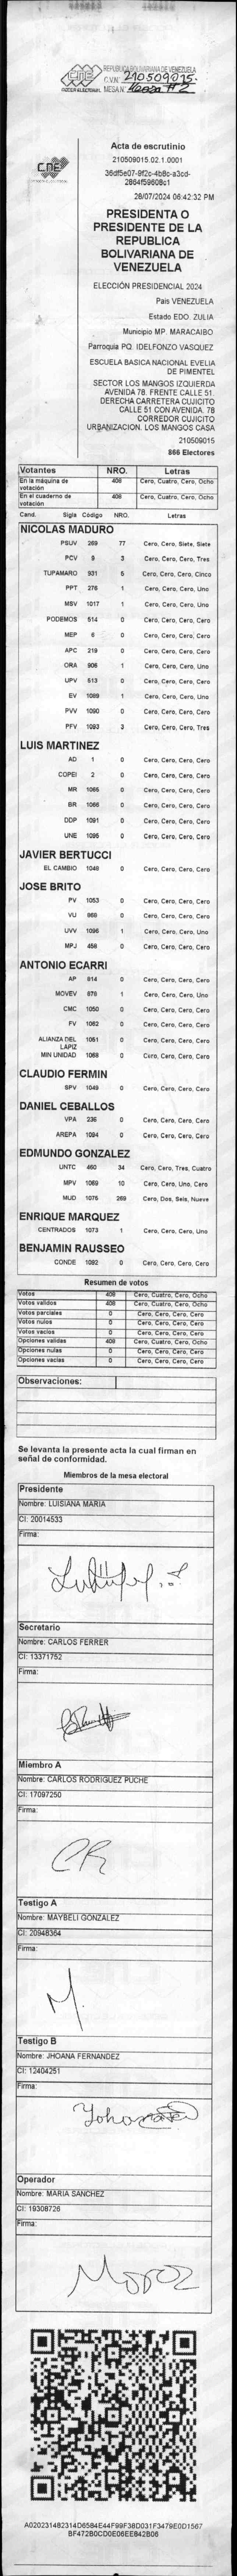 REPUBLICA BOLIVARIANA DE VENEZUELA
CNE
C.V.N° 210509015.
PODER ELECTORAL MESA N° Mesa # 2
Acta de escrutinio
210509015.02.1.0001
36df5e07-9f2c-4b8c-a3cd-
2864f59608c1
28/07/2024 06:42:32 PM
PRESIDENTA O
PRESIDENTE DE LA
REPUBLICA
BOLIVARIANA DE
VENEZUELA
ELECCIÓN PRESIDENCIAL 2024
Pais VENEZUELA
Estado EDO. ZULIA
Municipio MP. MARACAIBO
Parroquia PQ. IDELFONZO VASQUEZ
ESCUELA BASICA NACIONAL EVELIA
DE PIMENTEL
SECTOR LOS MANGOS IZQUIERDA
AVENIDA 78. FRENTE CALLE 51.
DERECHA CARRETERA CUJICITO
CALLE 51 CON AVENIDA. 78
CORREDOR CUJICITO
URBANIZACION. LOS MANGOS CASA
210509015
866 Electores
Votantes NRO. Letras
En la máquina de votación 408 Cero, Cuatro, Cero, Ocho
En el cuaderno de votación 408 Cero, Cuatro, Cero, Ocho
Cand. Sigla Código NRO. Letras
NICOLAS MADURO
PSUV 269 77 Cero, Cero, Siete, Siete
PCV 9 3 Cero, Cero, Cero, Tres
TUPAMARO 931 5 Cero, Cero, Cero, Cinco
PPT 276 1 Cero, Cero, Cero, Uno
MSV 1017 1 Cero, Cero, Cero, Uno
PODEMOS 514 0 Cero, Cero, Cero, Cero
MEP 6 0 Cero, Cero, Cero, Cero
APC 219 0 Cero, Cero, Cero, Cero
ORA 906 1 Cero, Cero, Cero, Uno
UPV 513 0 Cero, Cero, Cero, Cero
EV 1089 1 Cero, Cero, Cero, Uno
PVV 1090 0 Cero, Cero, Cero, Cero
PFV 1093 3 Cero, Cero, Cero, Tres
LUIS MARTINEZ
AD 1 0 Cero, Cero, Cero, Cero
COPEI 2 0 Cero, Cero, Cero, Cero
MR 1065 0 Cero, Cero, Cero, Cero
BR 1066 0 Cero, Cero, Cero, Cero
DDP 1091 0 Cero, Cero, Cero, Cero
UNE 1095 0 Cero, Cero, Cero, Cero
JAVIER BERTUCCI
EL CAMBIO 1048 0 Cero, Cero, Cero, Cero
JOSE BRITO
PV 1053 0 Cero, Cero, Cero, Cero
VU 868 0 Cero, Cero, Cero, Cero
UVV 1096 1 Cero, Cero, Cero, Uno
MPJ 458 0 Cero, Cero, Cero, Cero
ANTONIO ECARRI
AP 814 0 Cero, Cero, Cero, Cero
MOVEV 878 1 Cero, Cero, Cero, Uno
CMC 1050 0 Cero, Cero, Cero, Cero
FV 1062 0 Cero, Cero, Cero, Cero
ALIANZA DEL LAPIZ 1051 0 Cero, Cero, Cero, Cero
MIN UNIDAD 1068 0 Cero, Cero, Cero, Cero
CLAUDIO FERMIN
SPV 1049 0 Cero, Cero, Cero, Cero
DANIEL CEBALLOS
VPA 236 0 Cero, Cero, Cero, Cero
AREPA 1094 0 Cero, Cero, Cero, Cero
EDMUNDO GONZALEZ
UNTC 460 34 Cero, Cero, Tres, Cuatro
MPV 1069 10 Cero, Cero, Uno, Cero
MUD 1076 269 Cero, Dos, Seis, Nueve
ENRIQUE MARQUEZ
CENTRADOS 1073 1 Cero, Cero, Cero, Uno
BENJAMIN RAUSSEO
CONDE 1092 0 Cero, Cero, Cero, Cero
Resumen de votos
Votos 408 Cero, Cuatro, Cero, Ocho
Votos validos 408 Cero, Cuatro, Cero, Ocho
Votos parciales 0 Cero, Cero, Cero, Cero
Votos nulos 0 Cero, Cero, Cero, Cero
Votos vacios 0 Cero, Cero, Cero, Cero
Opciones validas 408 Cero, Cuatro, Cero, Ocho
Opciones nulas 0 Cero, Cero, Cero, Cero
Opciones vacias 0 Cero, Cero, Cero, Cero
Observaciones:
Se levanta la presente acta la cual firman en
señal de conformidad.
Miembros de la mesa electoral
Presidente
Nombre: LUISIANA MARIA
CI: 20014533
Firma:
Secretario
Nombre: CARLOS FERRER
CI: 13371752
Firma:
Miembro A
Nombre: CARLOS RODRIGUEZ PUCHE
CI: 17097250
Firma:
CR
Testigo A
Nombre: MAYBELI GONZALEZ
CI: 20948364
Firma:
M.
Testigo B
Nombre: JHOANA FERNANDEZ
CI: 12404251
Firma:
Operador
Nombre: MARIA SANCHEZ
CI: 19308726
Firma:
A020231482314D6584E44F99F38D031F3479E0D1567
BF472B0CD0E06EE842B06